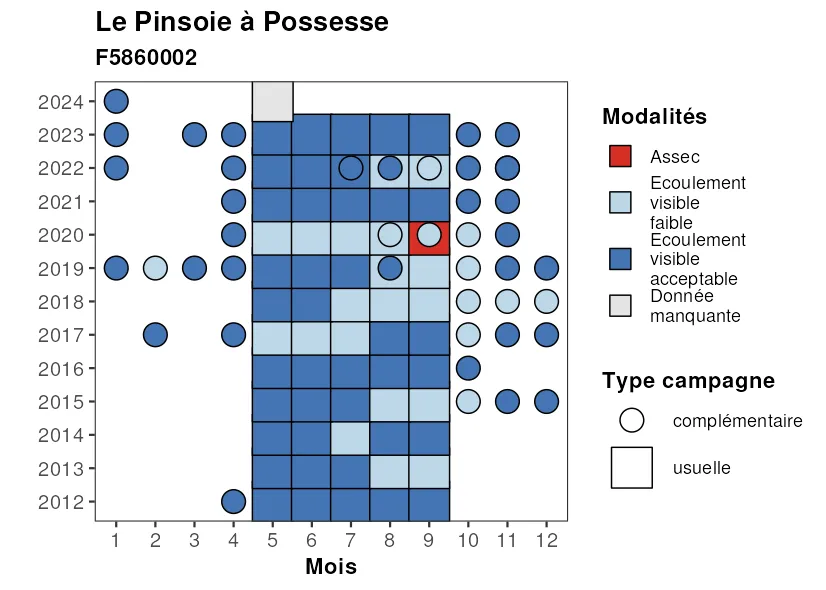 Le Pinsoie à Possesse
F5860002
2024
2023
2022
2021
2020
2019
2018
2017
2016
2015
2014
2013
2012
1 2 3 4 5 6 7 8 9 10 11 12
Mois
Modalités
Assec
Ecoulement
visible
faible
Ecoulement
visible
acceptable
Donnée
manquante
Type campagne
complémentaire
usuelle